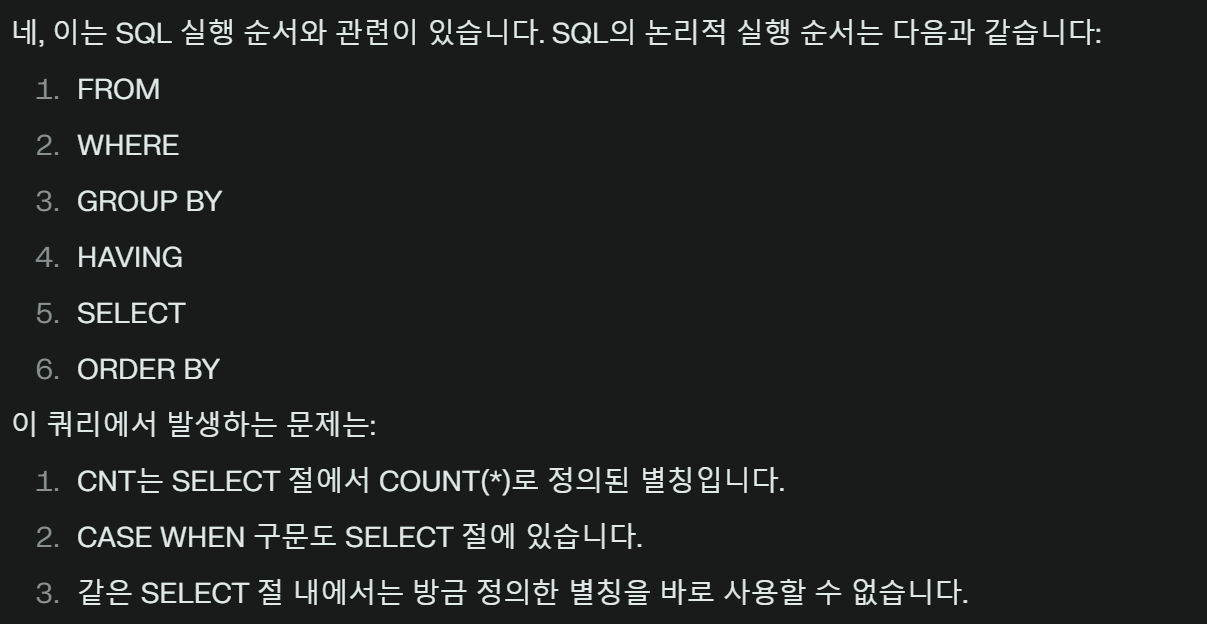 네, 이는 SQL 실행 순서와 관련이 있습니다. SQL의 논리적 실행 순서는 다음과 같습니다:
1. FROM
2. WHERE
3. GROUP BY
4. HAVING
5. SELECT
6. ORDER BY
이 쿼리에서 발생하는 문제는:
1. CNT는 SELECT 절에서 COUNT(*)로 정의된 별칭입니다.
2. CASE WHEN 구문도 SELECT 절에 있습니다.
3. 같은 SELECT 절 내에서는 방금 정의한 별칭을 바로 사용할 수 없습니다.